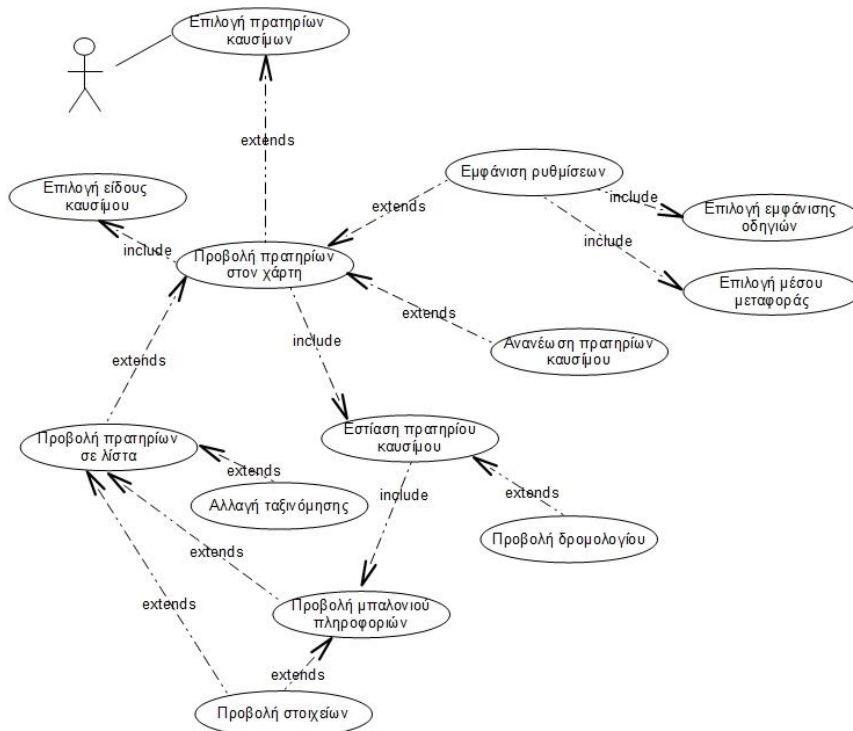 Επιλογή πρατηρίων
καυσίμων
extends
Εμφάνιση ρυθμίσεων
Επιλογή είδους
καυσίμου
extends
include
Επιλογή εμφάνισης
οδηγιών
include
Προβολή πρατηρίων
στον χάρτη
include
Επιλογή μέσου
μεταφοράς
extends
include
Ανανέωση πρατηρίων
καυσίμου
extends
Προβολή πρατηρίων
σε λίστα
Εστίαση πρατηρίου
καυσίμου
extends
Αλλαγή ταξινόμησης
include
extends
Προβολή δρομολογίου
extends
extends
Προβολή μπαλονιού
πληροφοριών
extends
Προβολή στοιχείων